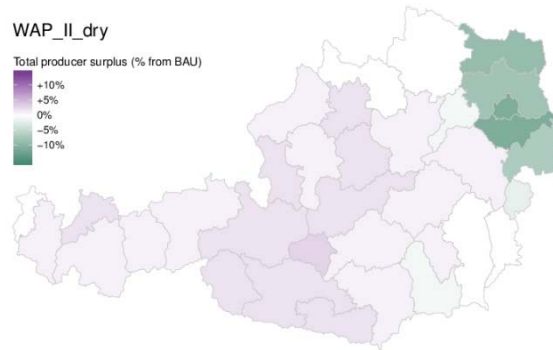 WAP_II_dry
Total producer surplus (% from BAU)
+10%
+5%
0%
−5%
−10%